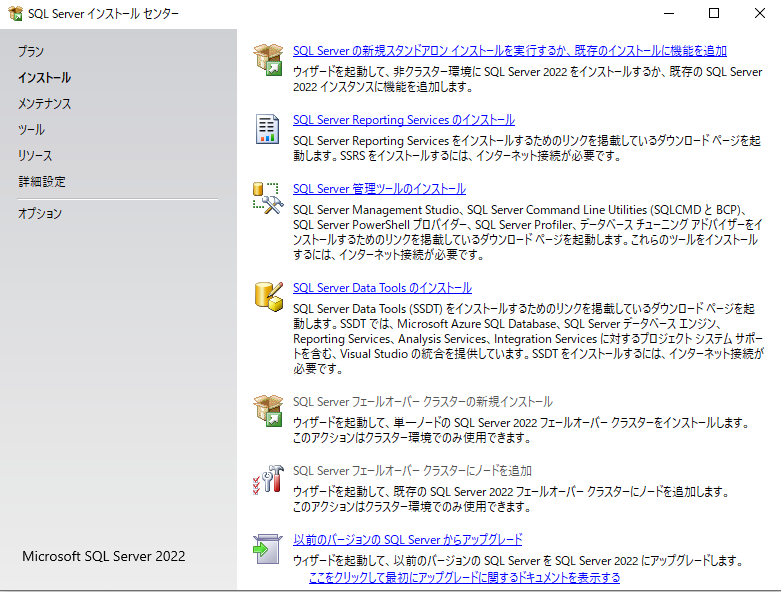 SQL Server インストール センター
プラン
インストール
メンテナンス
ツール
リソース
詳細設定
オプション
Microsoft SQL Server 2022
SQL Server の新規スタンドアロン インストールを実行するか、既存のインストールに機能を追加
ウィザードを起動して、非クラスター環境に SQL Server 2022 をインストールするか、既存の SQL Server
2022 インスタンスに機能を追加します。
SQL Server Reporting Services のインストール
SQL Server Reporting Services をインストールするためのリンクを掲載しているダウンロード ページを起
動します。SSRS をインストールするには、インターネット接続が必要です。
SQL Server 管理ツールのインストール
SQL Server Management Studio、SQL Server Command Line Utilities (SQLCMD と BCP)、
SQL Server PowerShell プロバイダー、SQL Server Profiler、データベース チューニング アドバイザーをイ
ンストールするためのリンクを掲載しているダウンロード ページを起動します。これらのツールをインストール
するには、インターネット接続が必要です。
SQL Server Data Tools のインストール
SQL Server Data Tools (SSDT) をインストールするためのリンクを掲載しているダウンロード ページを起
動します。SSDT では、Microsoft Azure SQL Database、SQL Server データベース エンジン、
Reporting Services、Analysis Services、Integration Services に対するプロジェクト システム サポー
トを含む、Visual Studio の統合を提供しています。SSDT をインストールするには、インターネット接続が
必要です。
SQL Server フェールオーバー クラスターの新規インストール
ウィザードを起動して、単一ノードの SQL Server 2022 フェールオーバー クラスターをインストールします。
このアクションはクラスター環境でのみ使用できます。
SQL Server フェールオーバー クラスターにノードを追加
ウィザードを起動して、既存の SQL Server 2022 フェールオーバー クラスターにノードを追加します。
このアクションはクラスター環境でのみ使用できます。
以前のバージョンの SQL Server からアップグレード
ウィザードを起動して、以前のバージョンの SQL Server を SQL Server 2022 にアップグレードします。
ここをクリックして最初にアップグレードに関するドキュメントを表示する